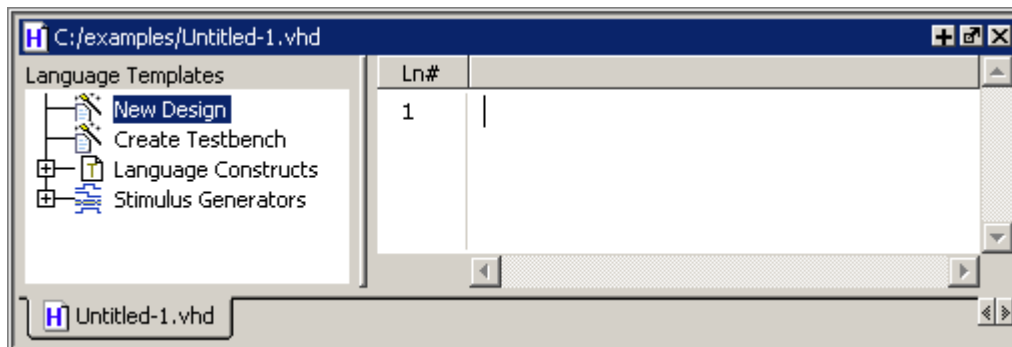 C:/examples/Untitled-1.vhd
Language Templates
New Design
Create Testbench
Language Constructs
Stimulus Generators
Ln#
1
Untitled-1.vhd